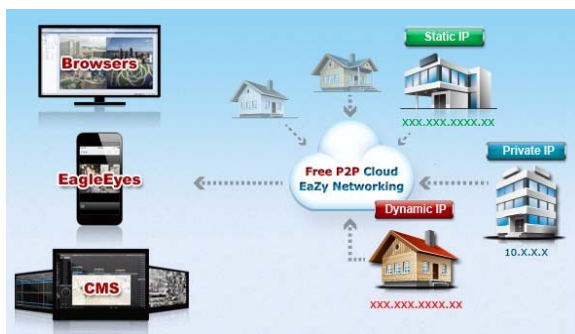 Browsers
Static IP
xxx.xxx.xxxx.xx
EagleEyes
Free P2P Cloud
EaZy Networking
Private IP
10.X.X.X
Dynamic IP
xxx.xxx.xxxx.xx
CMS